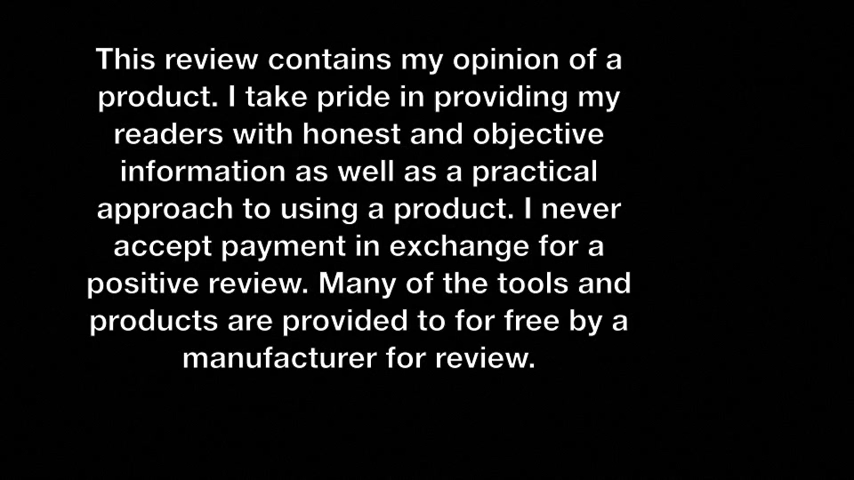 This review contains my opinion of a
product. I take pride in providing my
readers with honest and objective
information as well as a practical
approach to using a product. I never
accept payment in exchange for a
positive review. Many of the tools and
products are provided to for free by a
manufacturer for review.